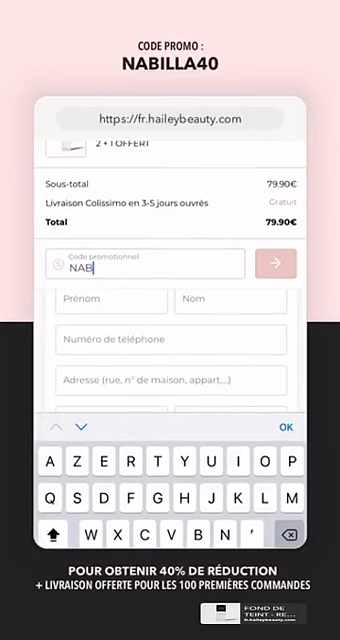 CODE PROMO :
NABILLA40
https://fr.haileybeauty.com
2 + 1 OFFERT
Sous-total 79.90€
Livraison Colissimo en 3-5 jours ouvrés Gratuit
Total 79.90€
Code promotionnel
NAB
Prénom Nom
Numéro de téléphone
Adresse (rue, n° de maison, appart,...)
OK
A Z E R T Y U I O P
Q S D F G H J K L M
W X C V B N ’
POUR OBTENIR 40% DE RÉDUCTION
+ LIVRAISON OFFERTE POUR LES 100 PREMIÈRES COMMANDES
FOND DE
TEINT - RE...
fr.haileybeauty.com